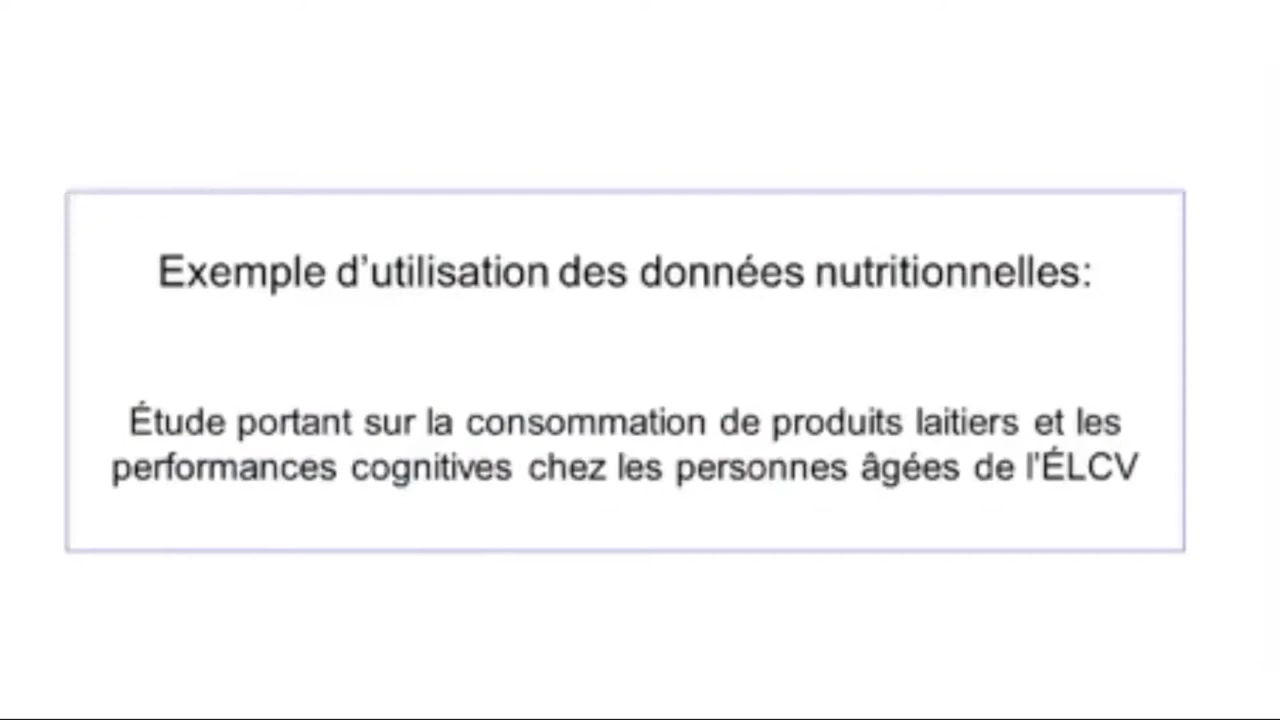 Exemple d'utilisation des données nutritionnelles:
Étude portant sur la consommation de produits laitiers et les
performances cognitives chez les personnes âgées de l'ÉLCV